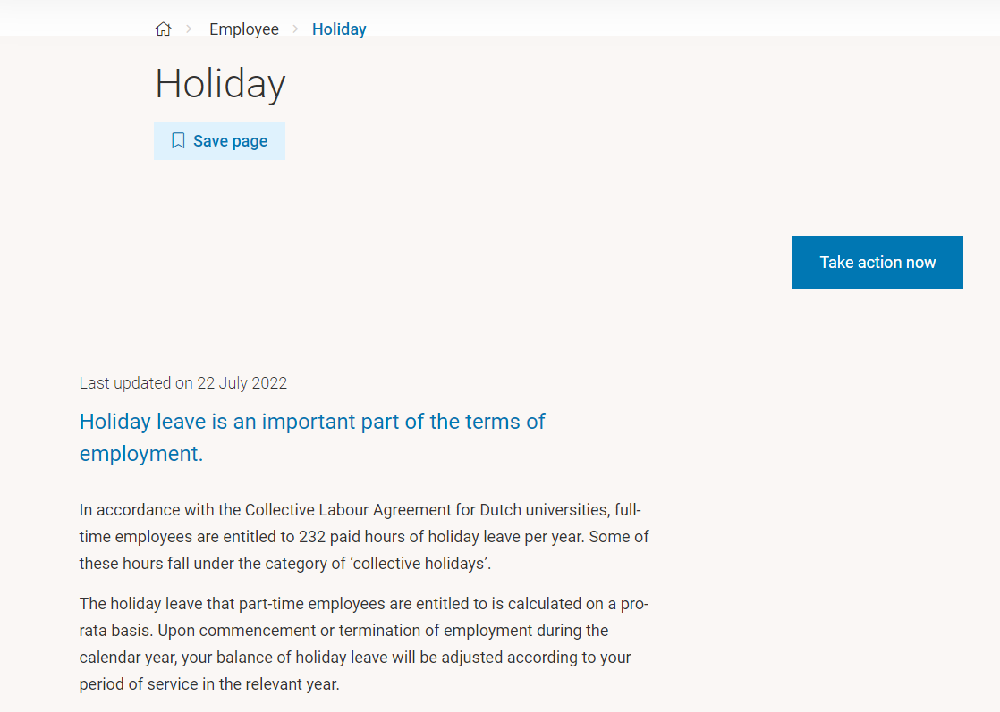 Employee Holiday
Holiday
Save page
Take action now
Last updated on 22 July 2022
Holiday leave is an important part of the terms of
employment.
In accordance with the Collective Labour Agreement for Dutch universities, full-
time employees are entitled to 232 paid hours of holiday leave per year. Some of
these hours fall under the category of ‘collective holidays’.
The holiday leave that part-time employees are entitled to is calculated on a pro-
rata basis. Upon commencement or termination of employment during the
calendar year, your balance of holiday leave will be adjusted according to your
period of service in the relevant year.